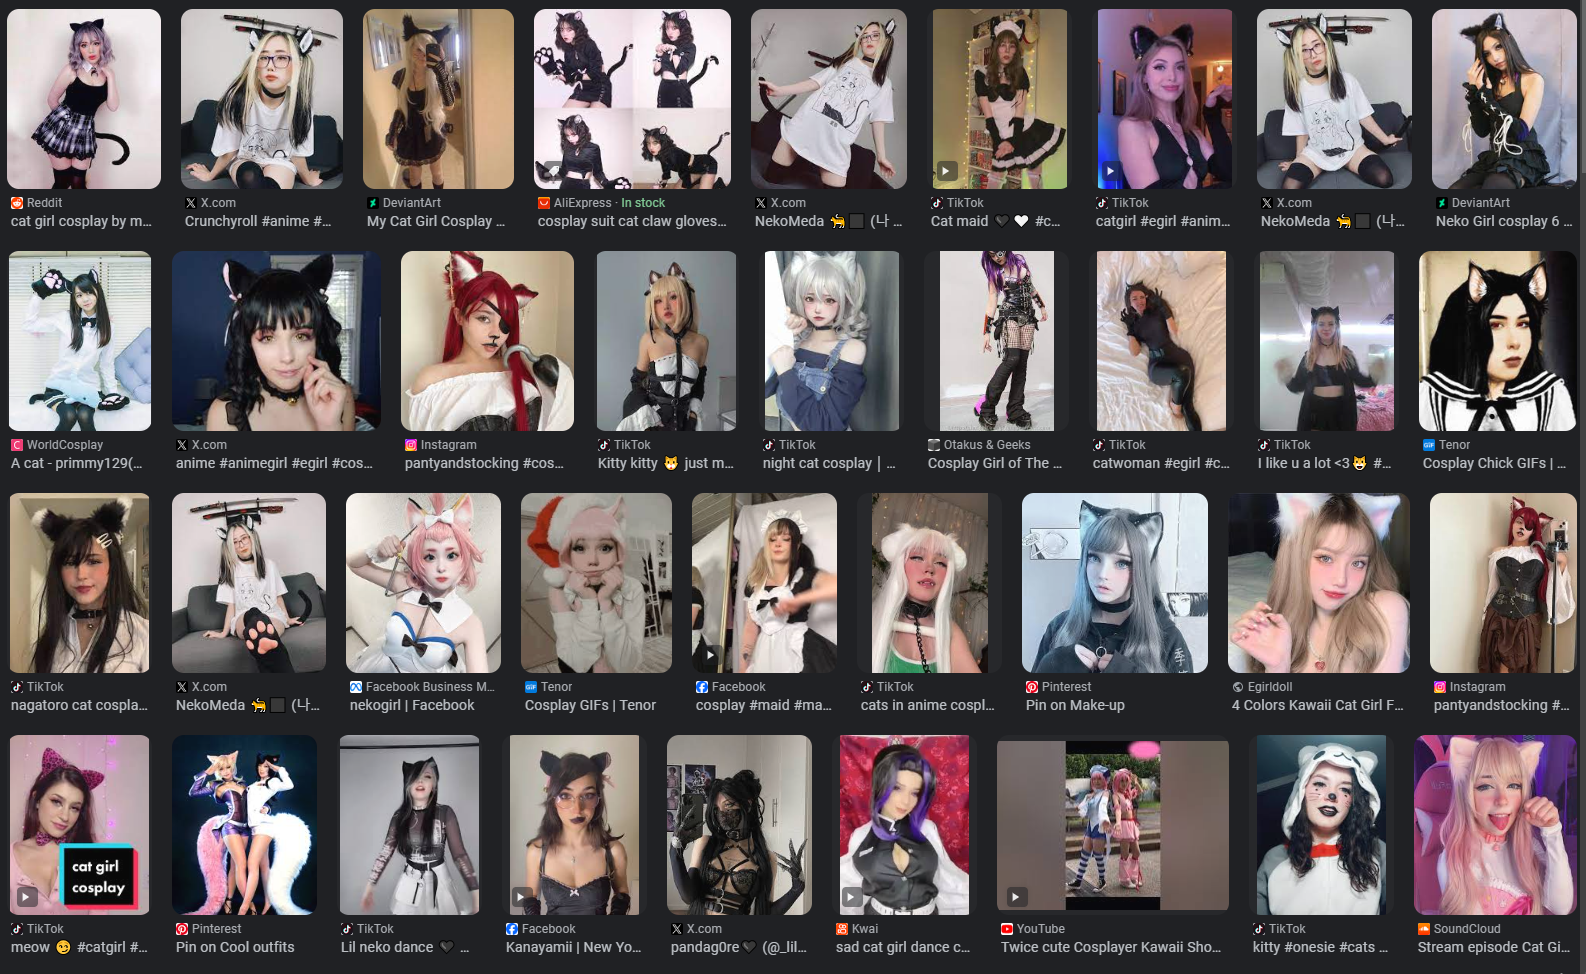 Reddit
cat girl cosplay by m...
X.com
Crunchyroll #anime #...
DeviantArt
My Cat Girl Cosplay ...
AliExpress · In stock
cosplay suit cat claw gloves...
X.com
NekoMeda 🐈⬛ (나 ...
TikTok
Cat maid 🖤 🤍 #c...
TikTok
catgirl #egirl #anim...
X.com
NekoMeda 🐈⬛ (나...
DeviantArt
Neko Girl cosplay 6 ...
WorldCosplay
A cat - primmy129(...
X.com
anime #animegirl #egirl #cos...
Instagram
pantyandstocking #cos...
TikTok
Kitty kitty 🐱 just m...
TikTok
night cat cosplay | ...
Otakus & Geeks
Cosplay Girl of The ...
TikTok
catwoman #egirl #c...
TikTok
I like u a lot <3 😸 #...
GIF Tenor
Cosplay Chick GIFs | ...
TikTok
nagatoro cat cospla...
X.com
NekoMeda 🐈⬛ (나...
Facebook Business M...
nekogirl | Facebook
GIF Tenor
Cosplay GIFs | Tenor
Facebook
cosplay #maid #ma...
TikTok
cats in anime cospl...
Pinterest
Pin on Make-up
Egirldoll
4 Colors Kawaii Cat Girl F...
Instagram
pantyandstocking #...
cat girl
cosplay
TikTok
meow 😏 #catgirl #...
Pinterest
Pin on Cool outfits
TikTok
Lil neko dance 🖤 ...
Facebook
Kanayamii | New Yo...
X.com
pandag0re🖤 (@_lil...
Kwai
sad cat girl dance c...
YouTube
Twice cute Cosplayer Kawaii Sho...
TikTok
kitty #onesie #cats ...
SoundCloud
Stream episode Cat Gi...